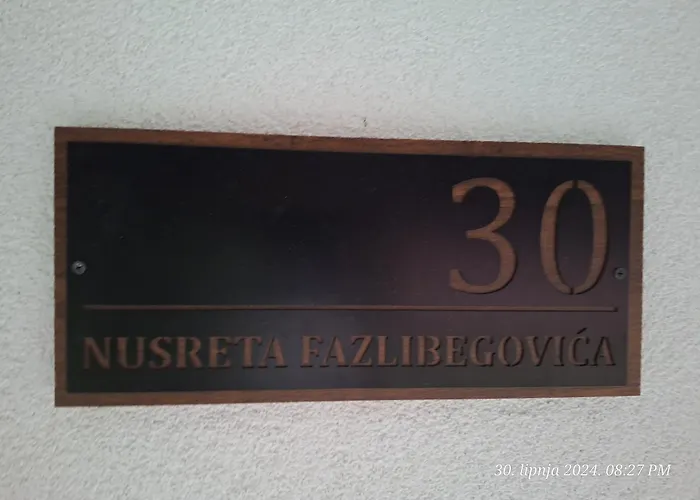 30
NUSRETA FAZLIBEGOVIĆA
30. lipnja 2024. 08:27 PM